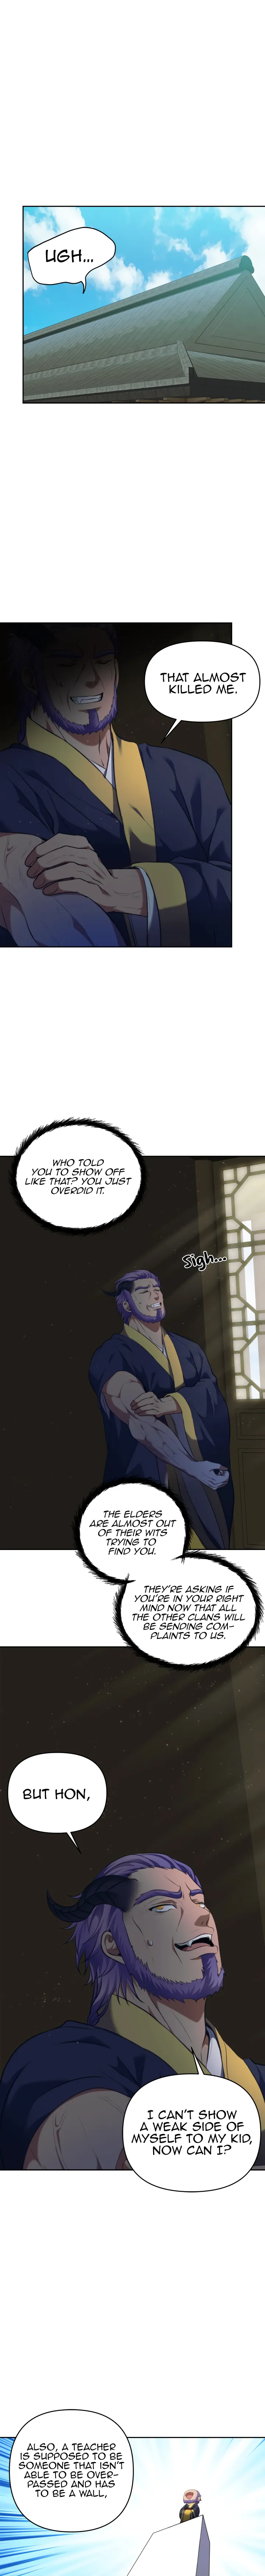 UGH...
THAT ALMOST
KILLED ME.
WHO TOLD
YOU TO SHOW OFF
LIKE THAT? YOU JUST
OVERDID IT.
Sigh...
THE ELDERS
ARE ALMOST OUT
OF THEIR WITS
TRYING TO
FIND YOU.
THEY'RE ASKING IF
YOU'RE IN YOUR RIGHT
MIND NOW THAT ALL
THE OTHER CLANS WILL
BE SENDING COM-
PLAINTS TO US.
BUT HON,
I CAN'T SHOW
A WEAK SIDE OF
MYSELF TO MY KID,
NOW CAN I?
ALSO, A TEACHER
IS SUPPOSED TO BE
SOMEONE THAT ISN'T
ABLE TO BE OVER-
PASSED AND HAS
TO BE A WALL,